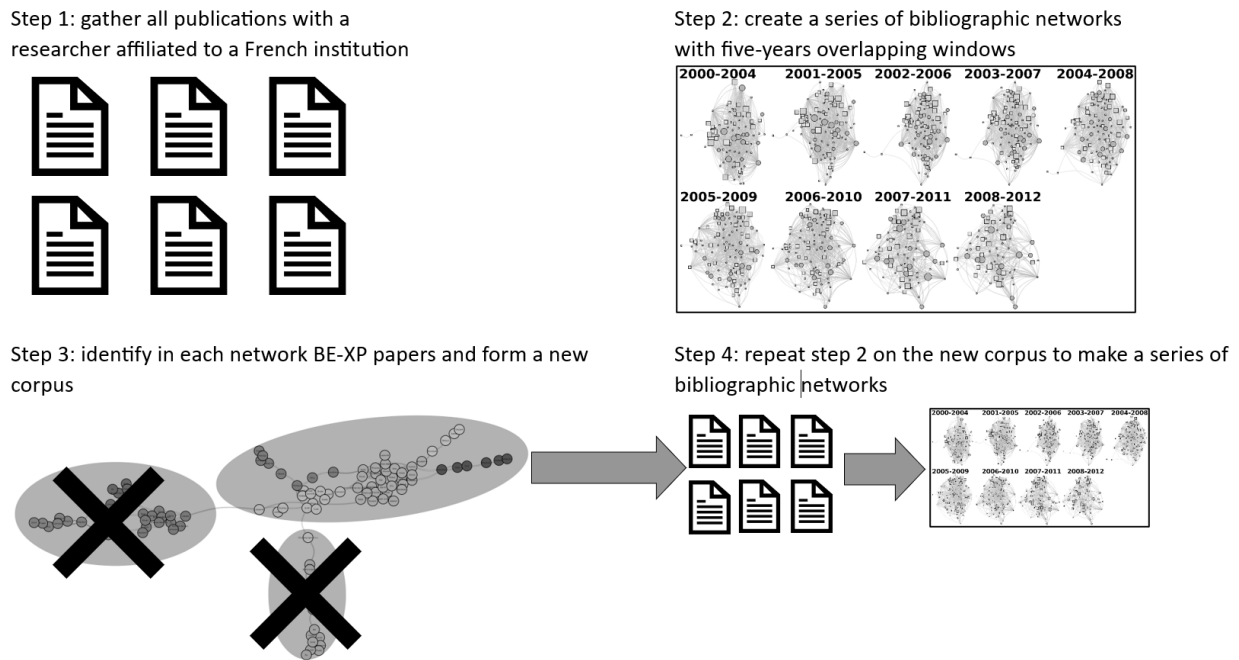 Step 1: gather all publications with a
researcher affiliated to a French institution
Step 2: create a series of bibliographic networks
with five-years overlapping windows
2000-2004 2001-2005 2002-2006 2003-2007 2004-2008
2005-2009 2006-2010 2007-2011 2008-2012
Step 3: identify in each network BE-XP papers and form a new
corpus
Step 4: repeat step 2 on the new corpus to make a series of
bibliographic networks
2000-2004 2001-2005 2002-2006 2003-2007 2004-2008
2005-2009 2006-2010 2007-2011 2008-2012